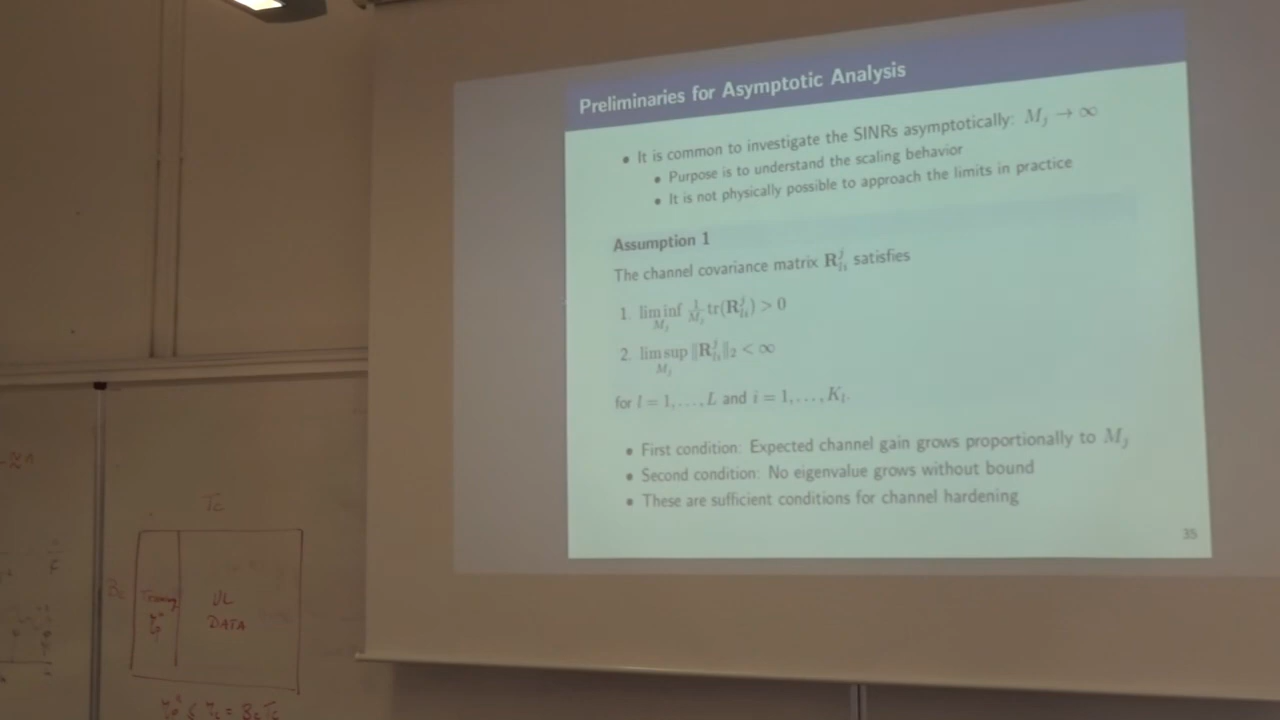 Preliminaries for Asymptotic Analysis
• It is common to investigate the SINRs asymptotically: M_j → ∞
• Purpose is to understand the scaling behavior
• It is not physically possible to approach the limits in practice
Assumption 1
The channel covariance matrix R^j_li satisfies
1. lim inf_{M_j} 1/M_j tr(R^j_li) > 0
2. lim sup_{M_j} ‖R^j_li‖_2 < ∞
for l = 1, . . . , L and i = 1, . . . , K_l.
• First condition: Expected channel gain grows proportionally to M_j
• Second condition: No eigenvalue grows without bound
• These are sufficient conditions for channel hardening
35
Tc
Bc
UL
DATA